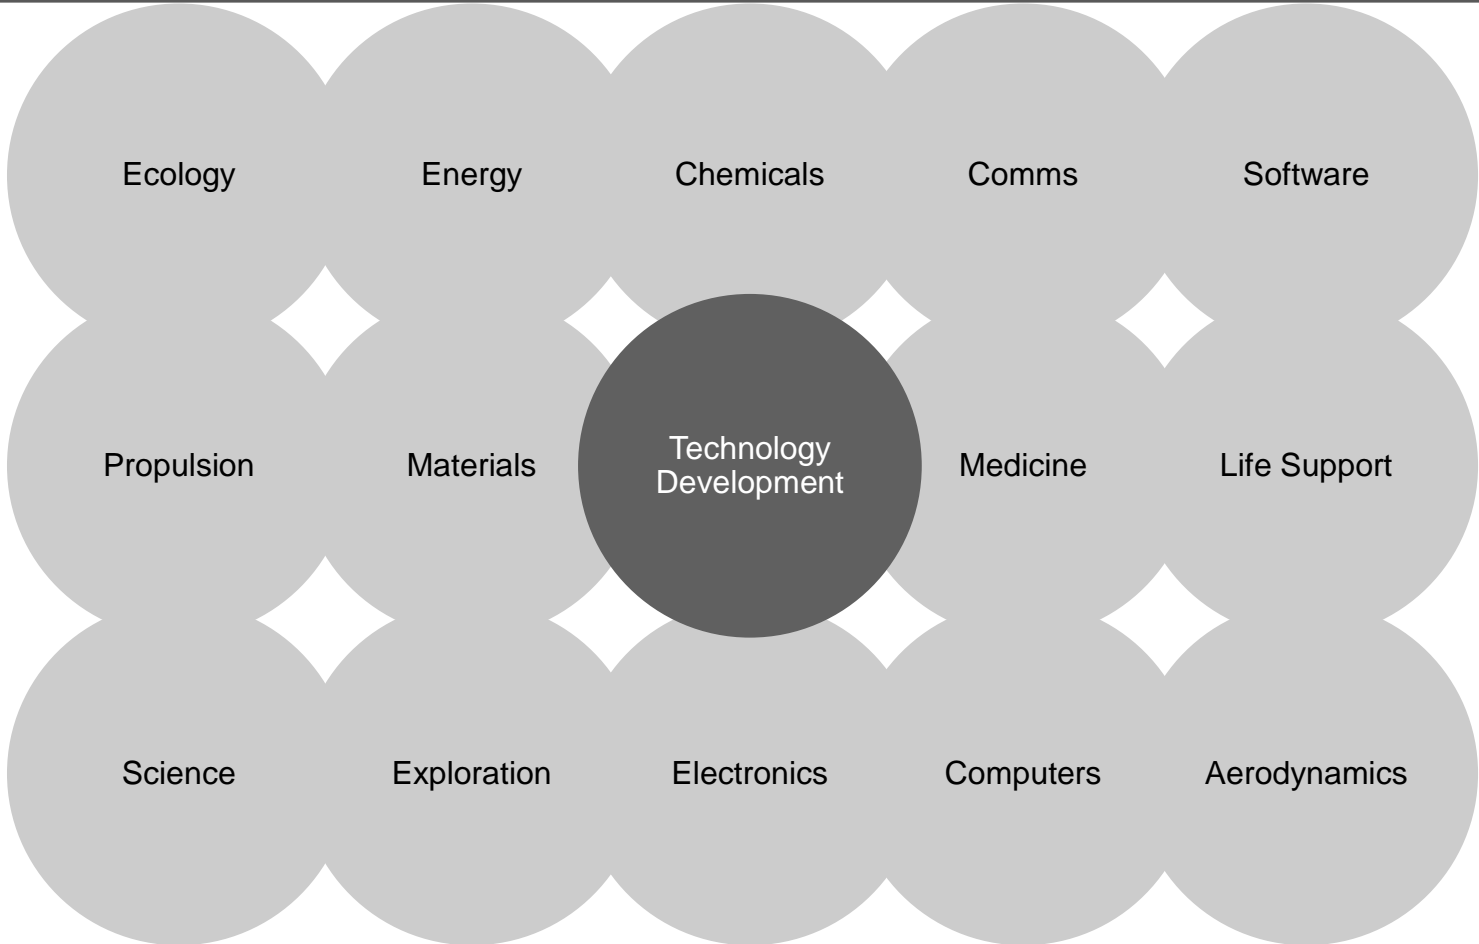 Ecology
Energy
Chemicals
Comms
Software
Propulsion
Materials
Technology
Development
Medicine
Life Support
Science
Exploration
Electronics
Computers
Aerodynamics